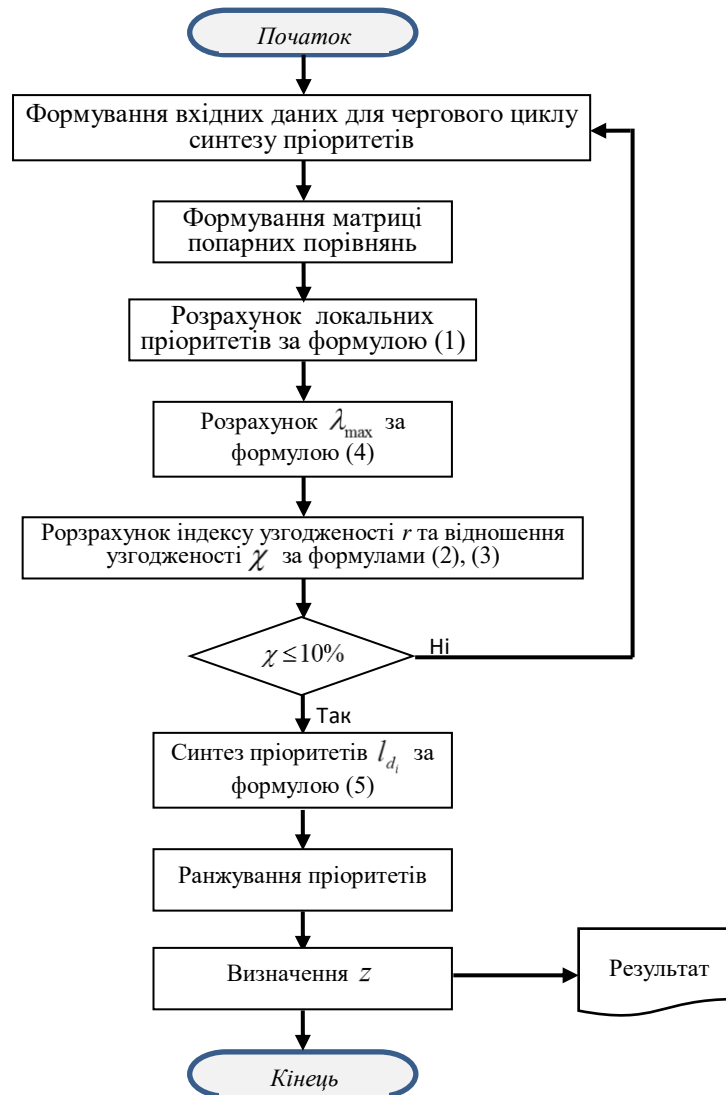 Початок
Формування вхідних даних для чергового циклу
синтезу пріоритетів
Формування матриці
попарних порівнянь
Розрахунок локальних
пріоритетів за формулою (1)
Розрахунок λmax за
формулою (4)
Рорзрахунок індексу узгодженості r та відношення
узгодженості χ за формулами (2), (3)
χ ≤10%
Ні
Так
Синтез пріоритетів l_{d_i} за
формулою (5)
Ранжування пріоритетів
Визначення z
Результат
Кінець